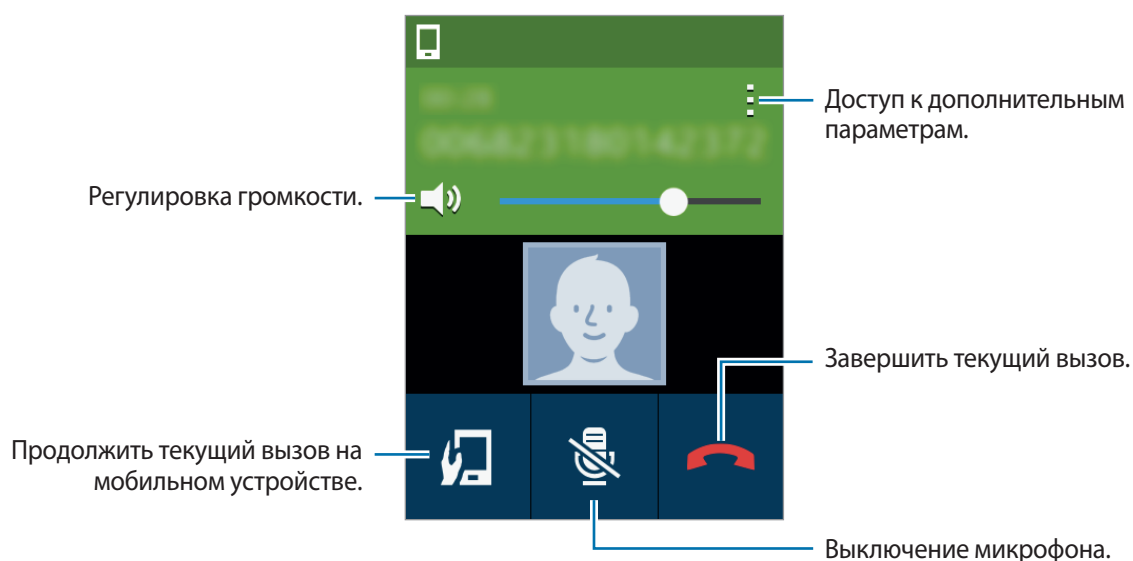 Доступ к дополнительным
параметрам.
Регулировка громкости.
Завершить текущий вызов.
Продолжить текущий вызов на
мобильном устройстве.
Выключение микрофона.